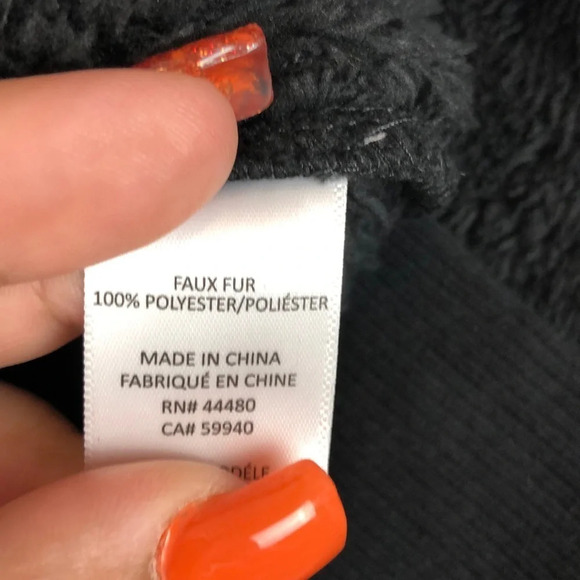 FAUX FUR
100% POLYESTER/POLIÉSTER
MADE IN CHINA
FABRIQUÉ EN CHINE
RN# 44480
CA# 59940